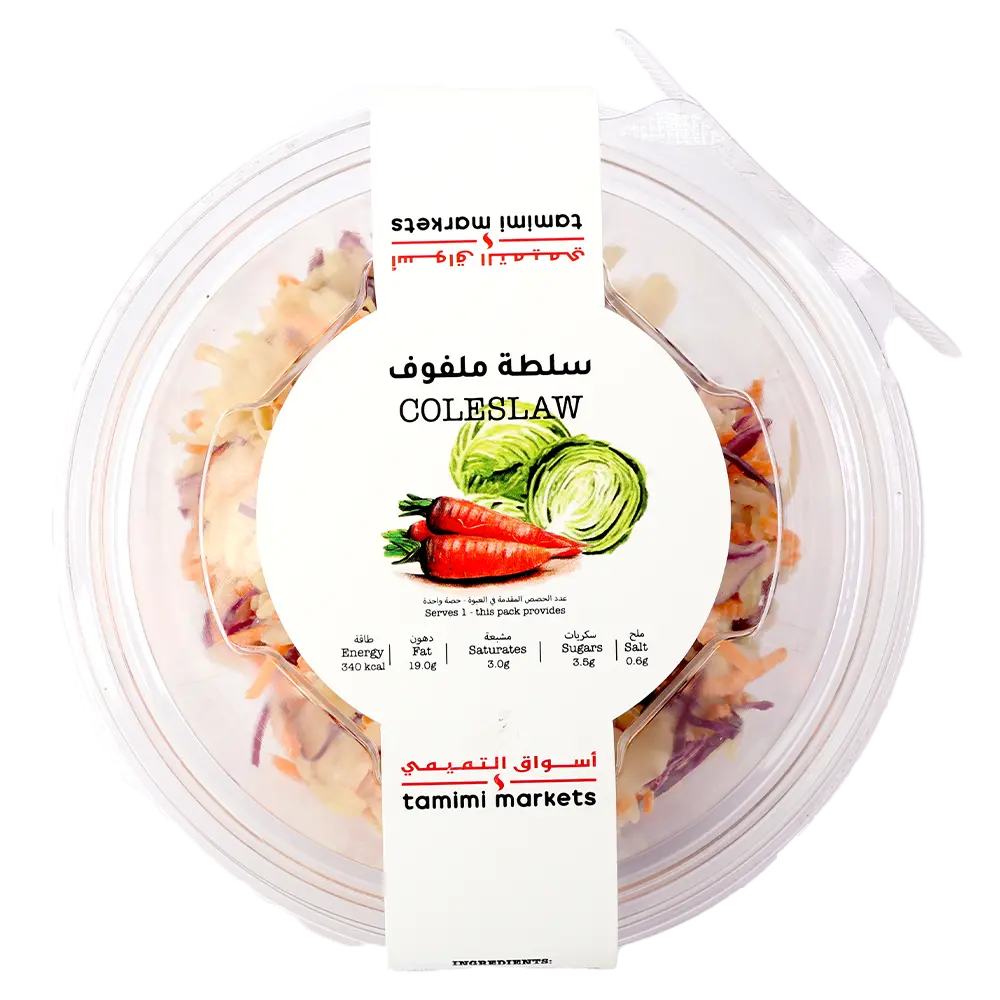 tamimi markets
أسواق التميمي
سلطة ملفوف
COLESLAW
عدد الحصص المقدمة في العبوة - حصة واحدة
Serves 1 - this pack provides
طاقة
Energy
340 kcal
دهون
Fat
19.0g
مشبعة
Saturates
3.0g
سكريات
Sugars
3.5g
ملح
Salt
0.6g
أسواق التميمي
tamimi markets
INGREDIENTS: